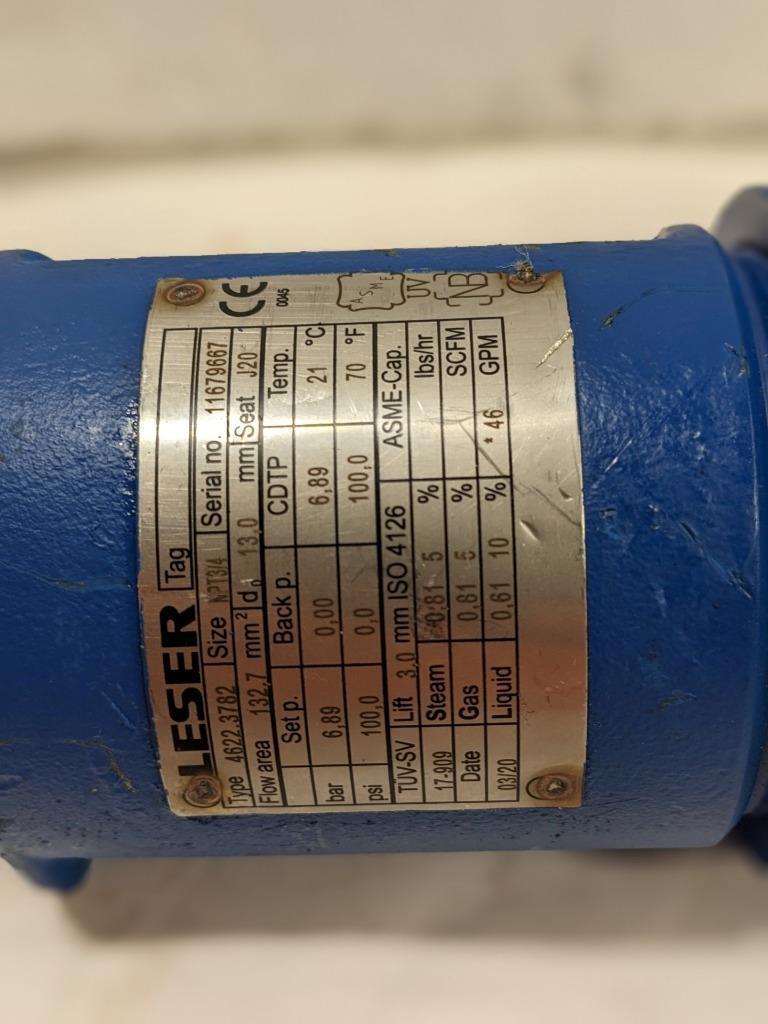 LESER
Tag
CE 0045
Type 4622.3782 Size NPT3/4 Serial no. 11679667
Flow area 132,7 mm² d₀ 13,0 mm Seat J20
Set p. Back p. CDTP Temp.
bar 6,89 0,00 6,89 21 °C
psi 100,0 0,0 100,0 70 °F
TÜV-SV Lift 3,0 mm ISO 4126 ASME-Cap.
17-909 Steam 0,81 5 % lbs/hr
Date Gas 0,81 5 % SCFM
03/20 Liquid 0,61 10 % * 46 GPM
ASME
UV
NB